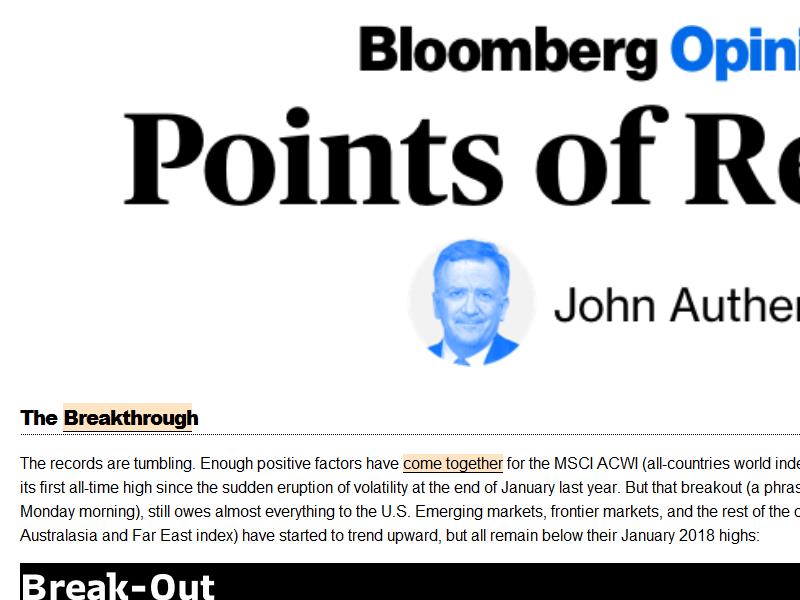 Bloomberg Opini
Points of Re
John Auther
The Breakthrough
The records are tumbling. Enough positive factors have come together for the MSCI ACWI (all-countries world inde
its first all-time high since the sudden eruption of volatility at the end of January last year. But that breakout (a phras
Monday morning), still owes almost everything to the U.S. Emerging markets, frontier markets, and the rest of the
Australasia and Far East index) have started to trend upward, but all remain below their January 2018 highs:
Break-Out